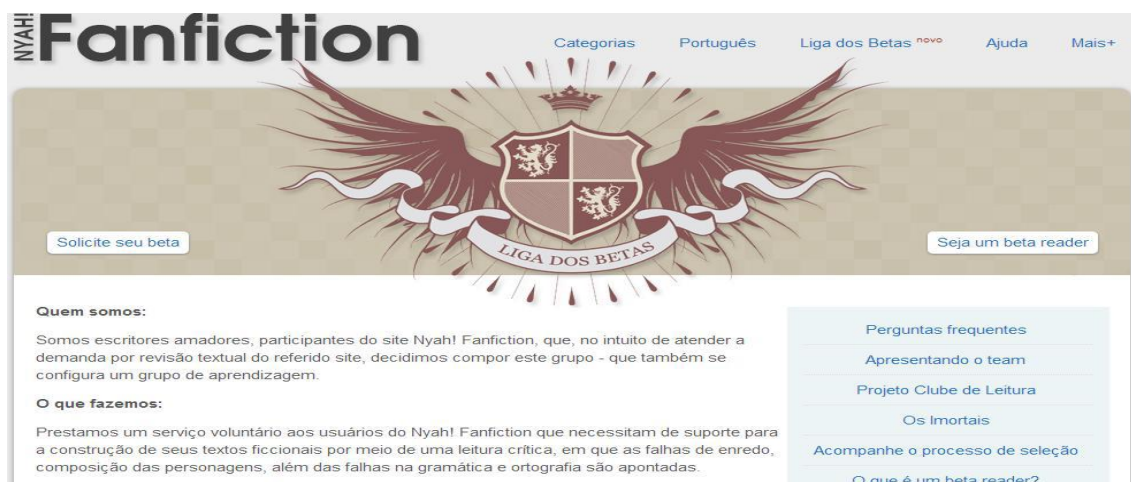 NYAH!
Fanfiction
Categorias Português Liga dos Betas novo Ajuda Mais+
Solicite seu beta
LIGA DOS BETAS
Seja um beta reader
Quem somos:
Somos escritores amadores, participantes do site Nyah! Fanfiction, que, no intuito de atender a
demanda por revisão textual do referido site, decidimos compor este grupo - que também se
configura um grupo de aprendizagem.
O que fazemos:
Prestamos um serviço voluntário aos usuários do Nyah! Fanfiction que necessitam de suporte para
a construção de seus textos ficcionais por meio de uma leitura crítica, em que as falhas de enredo,
composição das personagens, além das falhas na gramática e ortografia são apontadas.
Perguntas frequentes
Apresentando o team
Projeto Clube de Leitura
Os Imortais
Acompanhe o processo de seleção
O que é um beta reader?